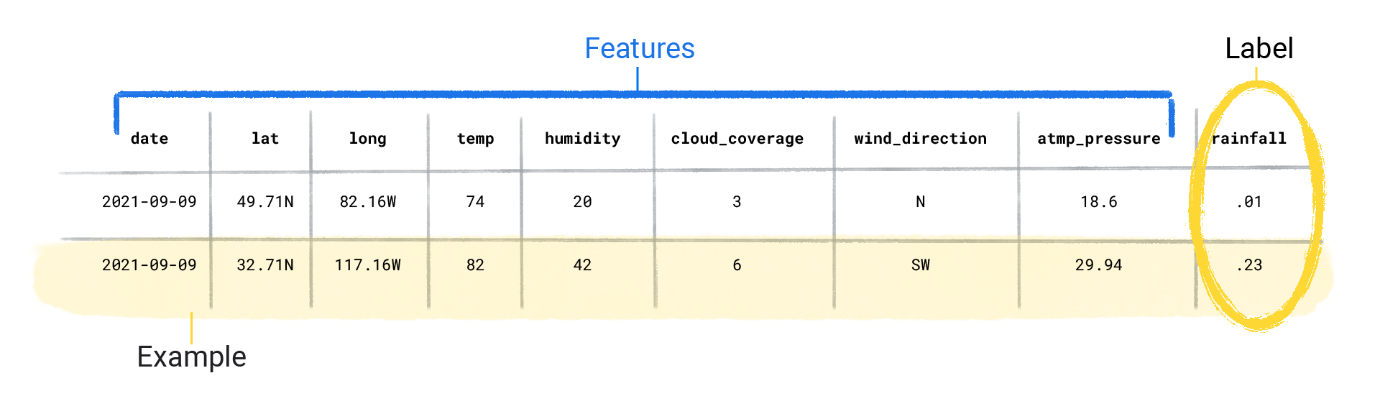 Features
Label
date lat long temp humidity cloud_coverage wind_direction atmp_pressure rainfall
2021-09-09 49.71N 82.16W 74 20 3 N 18.6 .01
2021-09-09 32.71N 117.16W 82 42 6 SW 29.94 .23
Example